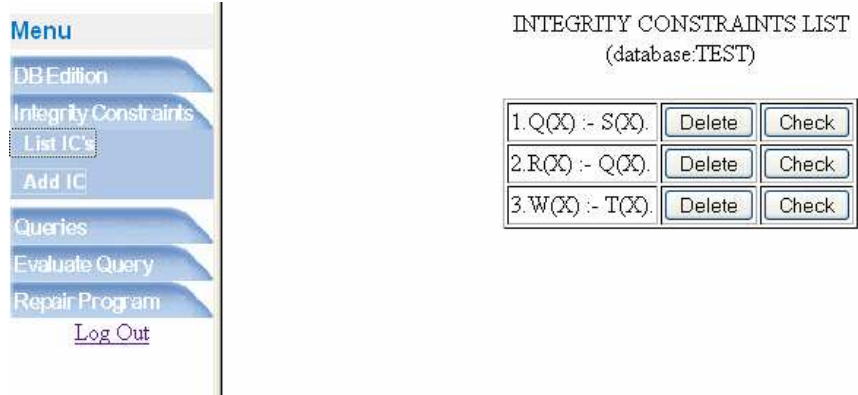 Menu
DB Edition
Integrity Constraints
List IC's
Add IC
Queries
Evaluate Query
Repair Program
Log Out
INTEGRITY CONSTRAINTS LIST
(database:TEST)
1.Q(X) :- S(X). Delete Check
2.R(X) :- Q(X). Delete Check
3.W(X) :- T(X). Delete Check